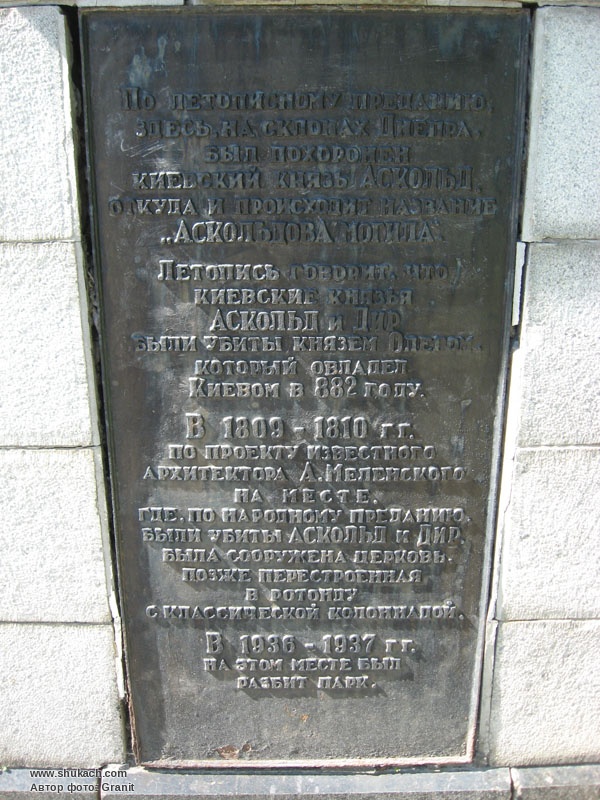 По летописному преданию,
здесь, на склонах Днепра,
был похоронен
киевский князь АСКОЛЬД,
откуда и происходит название
„АСКОЛЬДОВА МОГИЛА“.
Летопись говорит, что
киевские князья
АСКОЛЬД и ДИР
были убиты князем Олегом,
который овладел
Киевом в 882 году.
В 1809 - 1810 гг.
по проекту известного
архитектора А. Меленского
на месте,
где, по народному преданию,
были убиты АСКОЛЬД и ДИР,
была сооружена церковь,
позже перестроенная
в ротонду
с классической колоннадой.
В 1936 - 1937 гг.
на этом месте был
разбит парк.
www.shukach.com
Автор фото: Granit